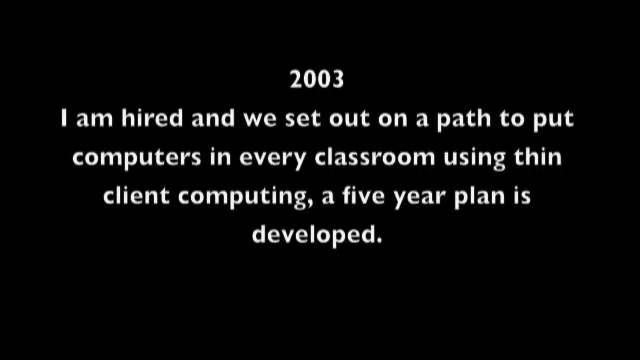 2003
I am hired and we set out on a path to put
computers in every classroom using thin
client computing, a five year plan is
developed.